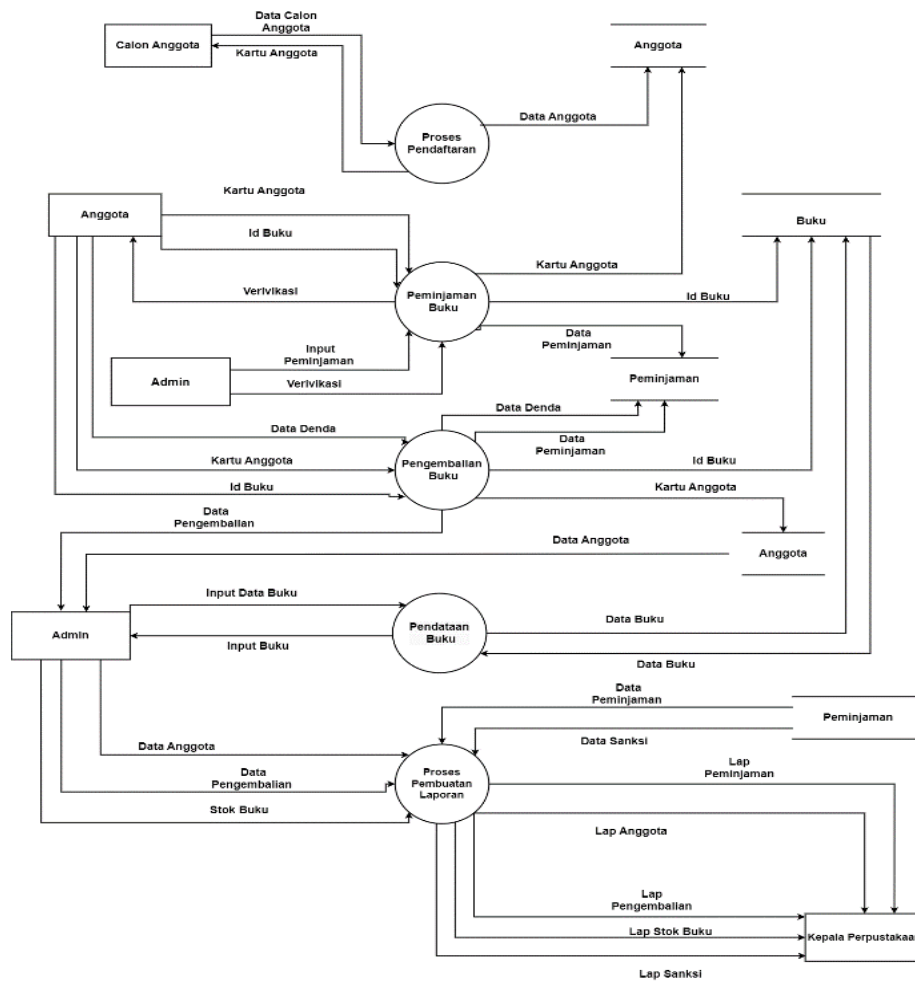 Data Calon
Anggota
Calon Anggota
Kartu Anggota
Anggota
Data Anggota
Proses
Pendaftaran
Kartu Anggota
Anggota
Id Buku
Buku
Kartu Anggota
Verivikasi
Peminjaman
Buku
Id Buku
Input
Peminjaman
Data
Peminjaman
Admin
Verivikasi
Peminjaman
Data Denda
Data Denda
Data
Peminjaman
Kartu Anggota
Pengembalian
Buku
Id Buku
Id Buku
Kartu Anggota
Data
Pengembalian
Data Anggota
Anggota
Input Data Buku
Admin
Pendataan
Buku
Data Buku
Input Buku
Data Buku
Data
Peminjaman
Peminjaman
Data Sanksi
Data Anggota
Lap
Peminjaman
Data
Pengembalian
Proses
Pembuatan
Laporan
Stok Buku
Lap Anggota
Lap
Pengembalian
Lap Stok Buku
Kepala Perpustakaan
Lap Sanksi